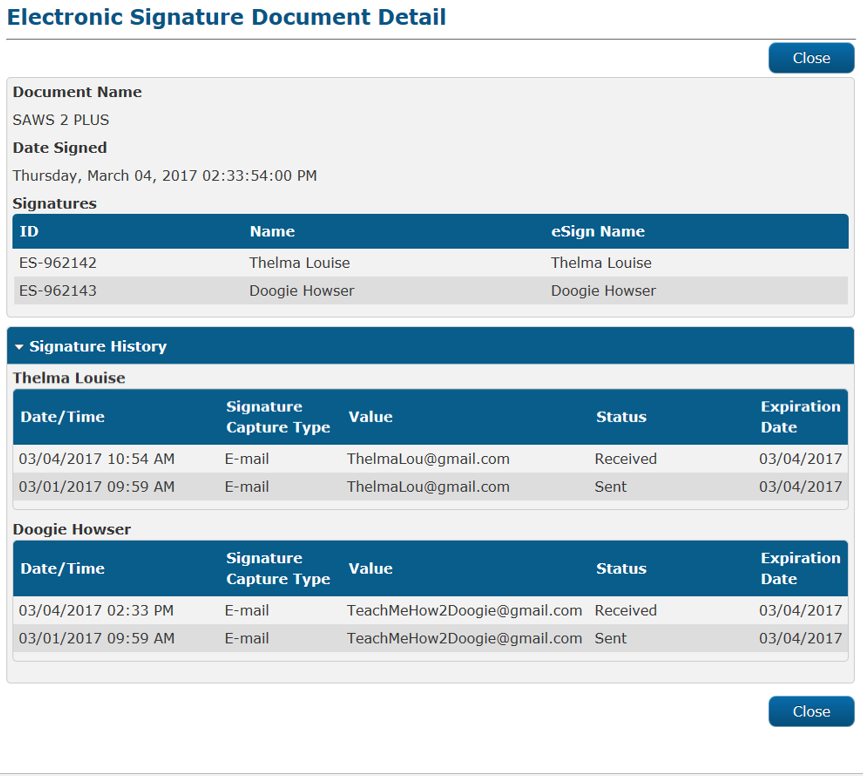 Electronic Signature Document Detail
Close
Document Name
SAWS 2 PLUS
Date Signed
Thursday, March 04, 2017 02:33:54:00 PM
Signatures
ID Name eSign Name
ES-962142 Thelma Louise Thelma Louise
ES-962143 Doogie Howser Doogie Howser
Signature History
Thelma Louise
Date/Time Signature Capture Type Value Status Expiration Date
03/04/2017 10:54 AM E-mail ThelmaLou@gmail.com Received 03/04/2017
03/01/2017 09:59 AM E-mail ThelmaLou@gmail.com Sent 03/04/2017
Doogie Howser
Date/Time Signature Capture Type Value Status Expiration Date
03/04/2017 02:33 PM E-mail TeachMeHow2Doogie@gmail.com Received 03/04/2017
03/01/2017 09:59 AM E-mail TeachMeHow2Doogie@gmail.com Sent 03/04/2017
Close